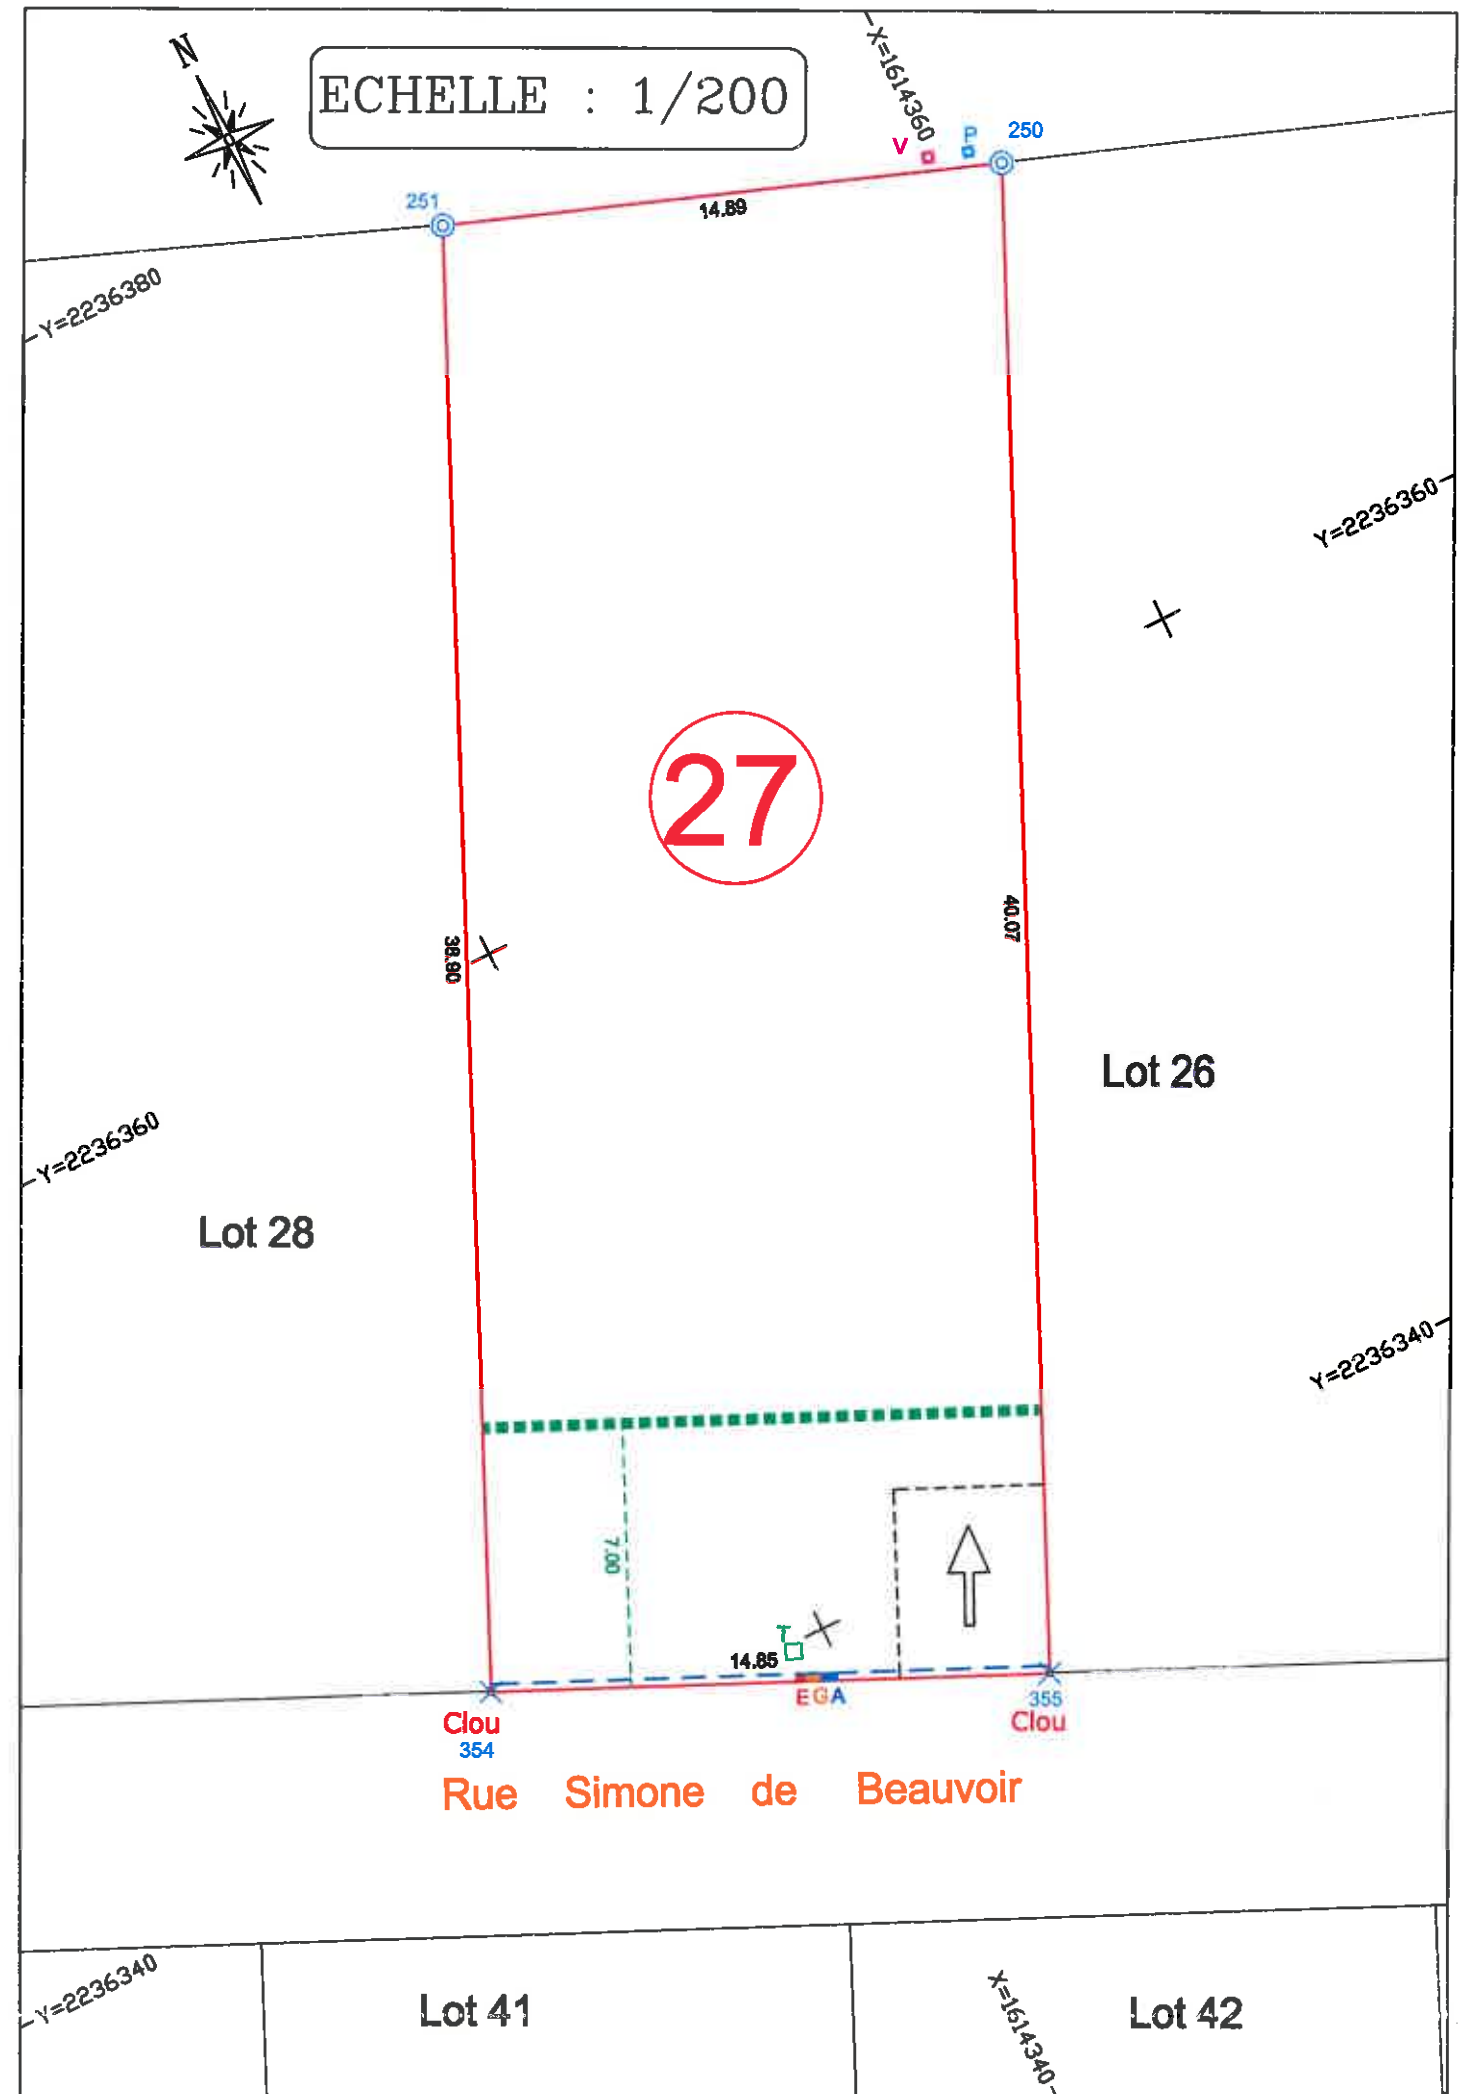 N
ECHELLE : 1/200
X=1614360
V
P
250
251
14.89
Y=2236380
Y=2236360
27
40.07
38.90
Lot 26
Y=2236360
Lot 28
Y=2236340
7.00
T
14.85
E G A
355
Clou
Clou
354
Rue Simone de Beauvoir
Y=2236340
Lot 41
X=1614340
Lot 42